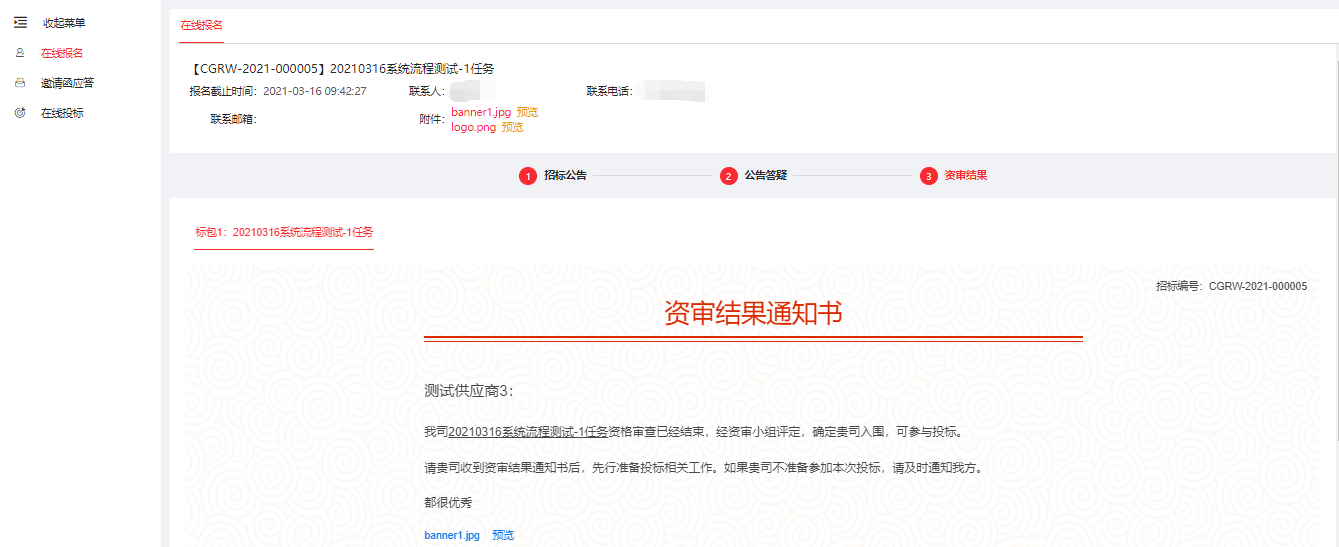 收起菜单
在线报名
邀请函应答
在线投标
在线报名
【CGRW-2021-000005】20210316系统流程测试-1任务
报名截止时间：2021-03-16 09:42:27 联系人： 联系电话：
联系邮箱： 附件： banner1.jpg 预览
logo.png 预览
1 招标公告 2 公告答疑 3 资审结果
标包1：20210316系统流程测试-1任务
招标编号：CGRW-2021-000005
资审结果通知书
测试供应商3：
我司20210316系统流程测试-1任务资格审查已经结束，经资审小组评定，确定贵司入围，可参与投标。
请贵司收到资审结果通知书后，先行准备投标相关工作。如果贵司不准备参加本次投标，请及时通知我方。
都很优秀
banner1.jpg 预览